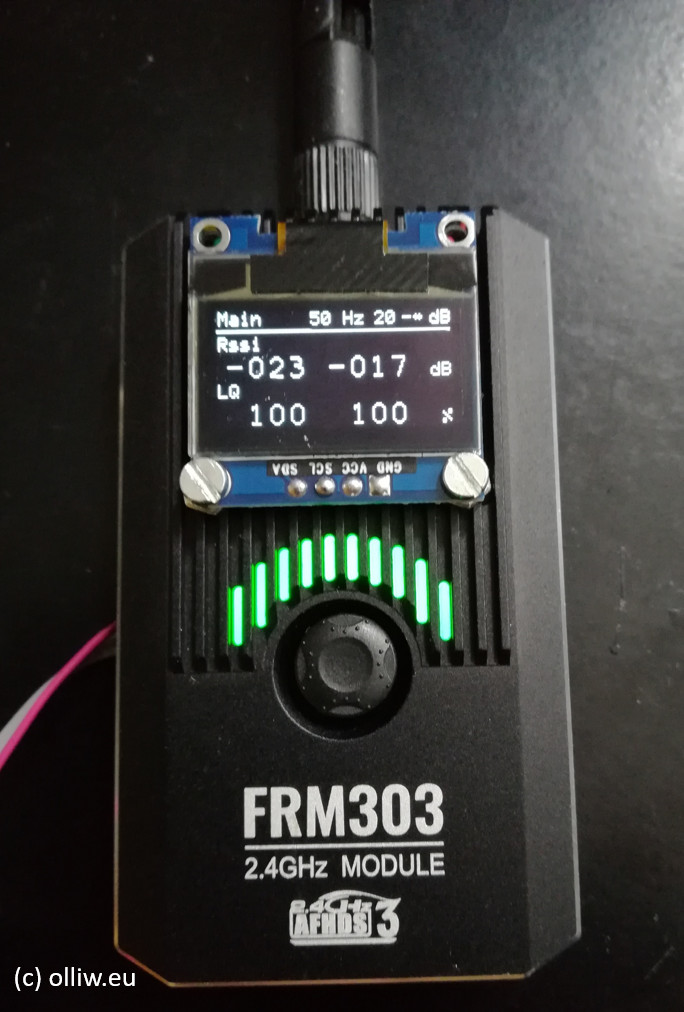 Main 50 Hz 20 -- dB
Rssi
-023 -017 dB
LQ
100 100 %
GND VCC SCL SDA
FRM303
2.4GHz MODULE
2.4GHz
AFHDS 3
(c) olliw.eu